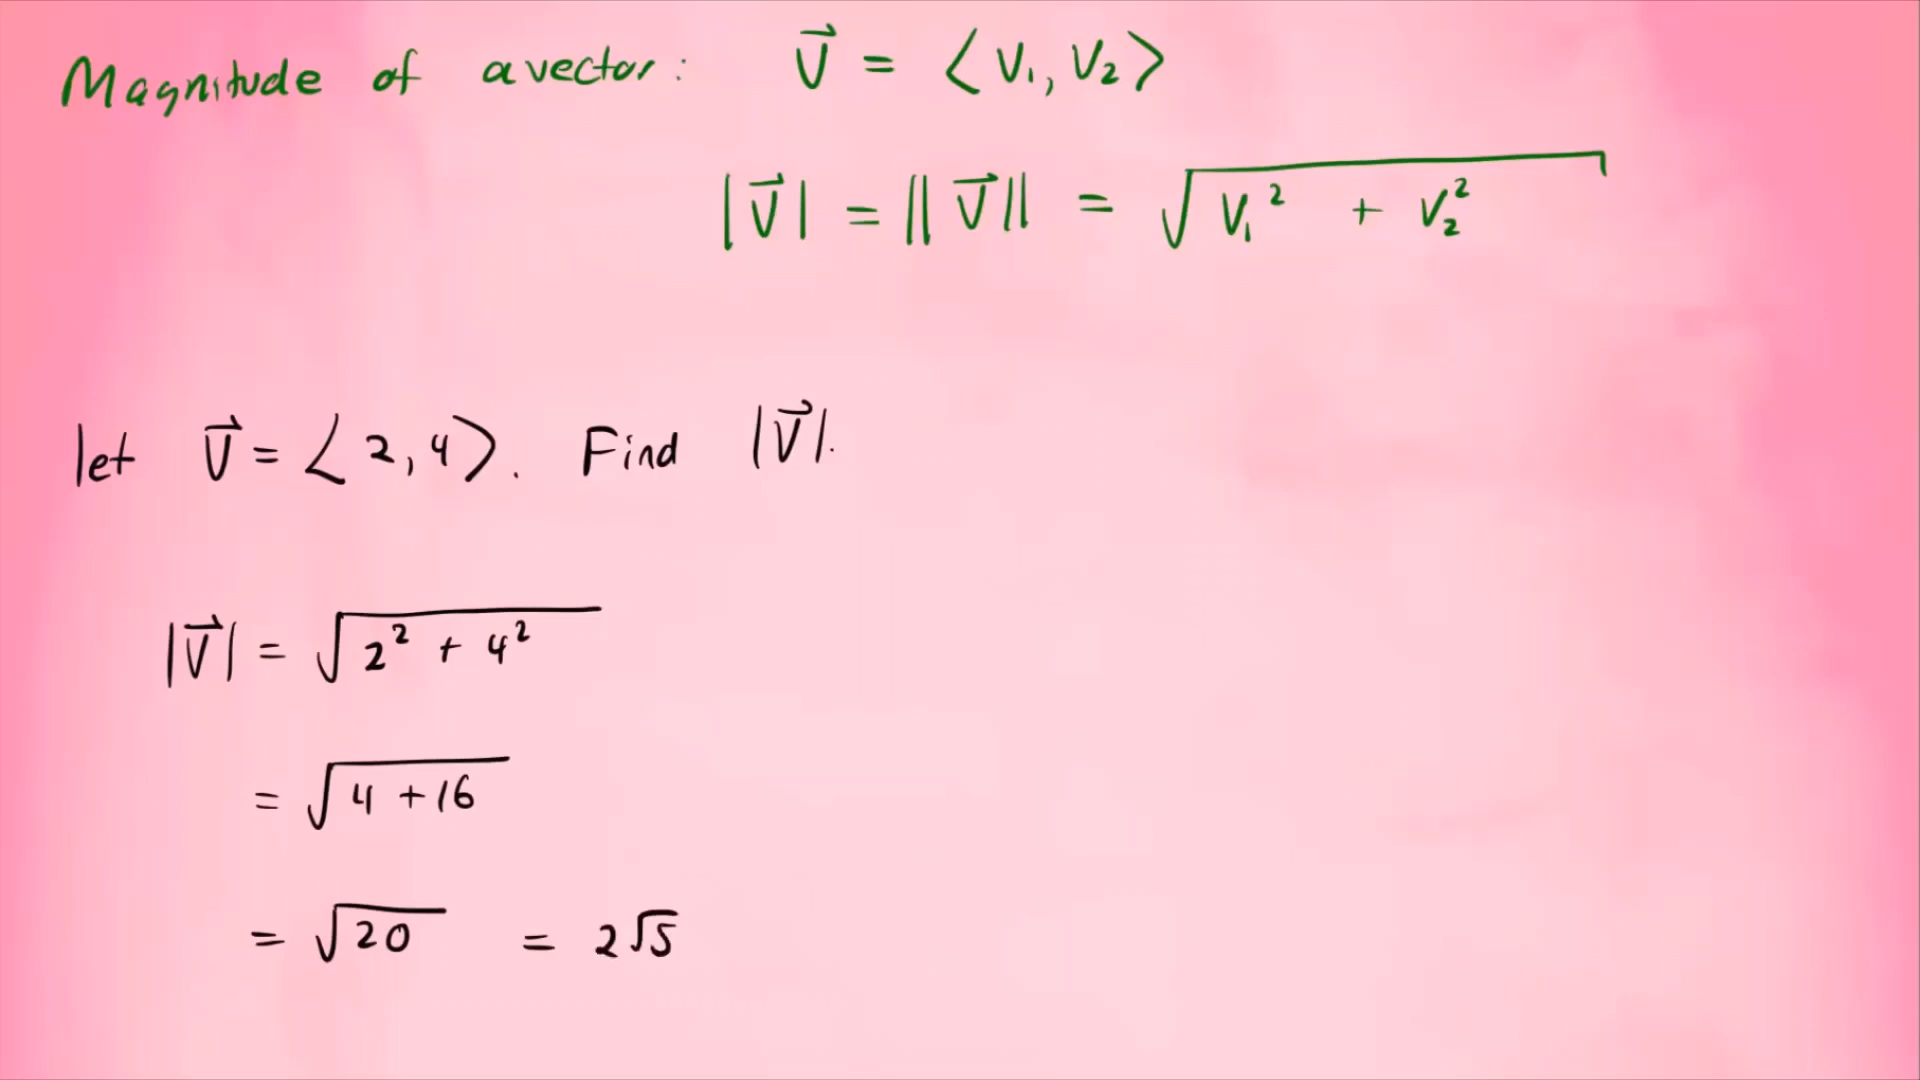 Magnitude of a vector: v⃗ = ⟨v₁, v₂⟩
|v⃗| = ||v⃗|| = √(v₁² + v₂²)
let v⃗ = ⟨2,4⟩. Find |v⃗|.
|v⃗| = √(2² + 4²)
= √(4 + 16)
= √20 = 2√5